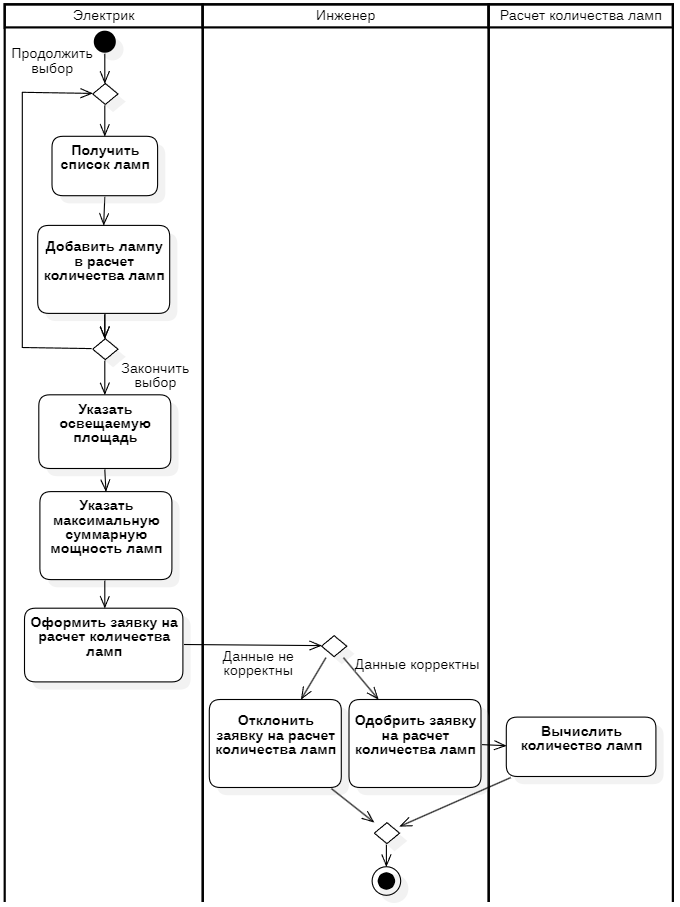 Электрик
Инженер
Расчет количества ламп
Продолжить
выбор
Получить
список ламп
Добавить лампу
в расчет
количества ламп
Закончить
выбор
Указать
освещаемую
площадь
Указать
максимальную
суммарную
мощность ламп
Оформить заявку на
расчет количества
ламп
Данные не
корректны
Данные корректны
Отклонить
заявку на расчет
количества ламп
Одобрить заявку
на расчет
количества ламп
Вычислить
количество ламп